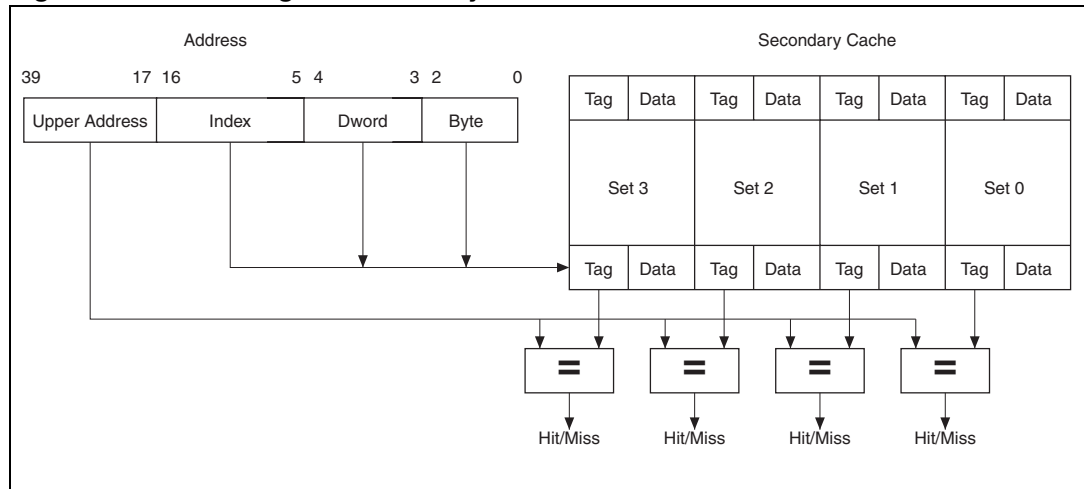 Address
Secondary Cache
39 17 16 5 4 3 2 0
Upper Address Index Dword Byte
Tag Data Tag Data Tag Data Tag Data
Set 3 Set 2 Set 1 Set 0
Tag Data Tag Data Tag Data Tag Data
= = = =
Hit/Miss Hit/Miss Hit/Miss Hit/Miss